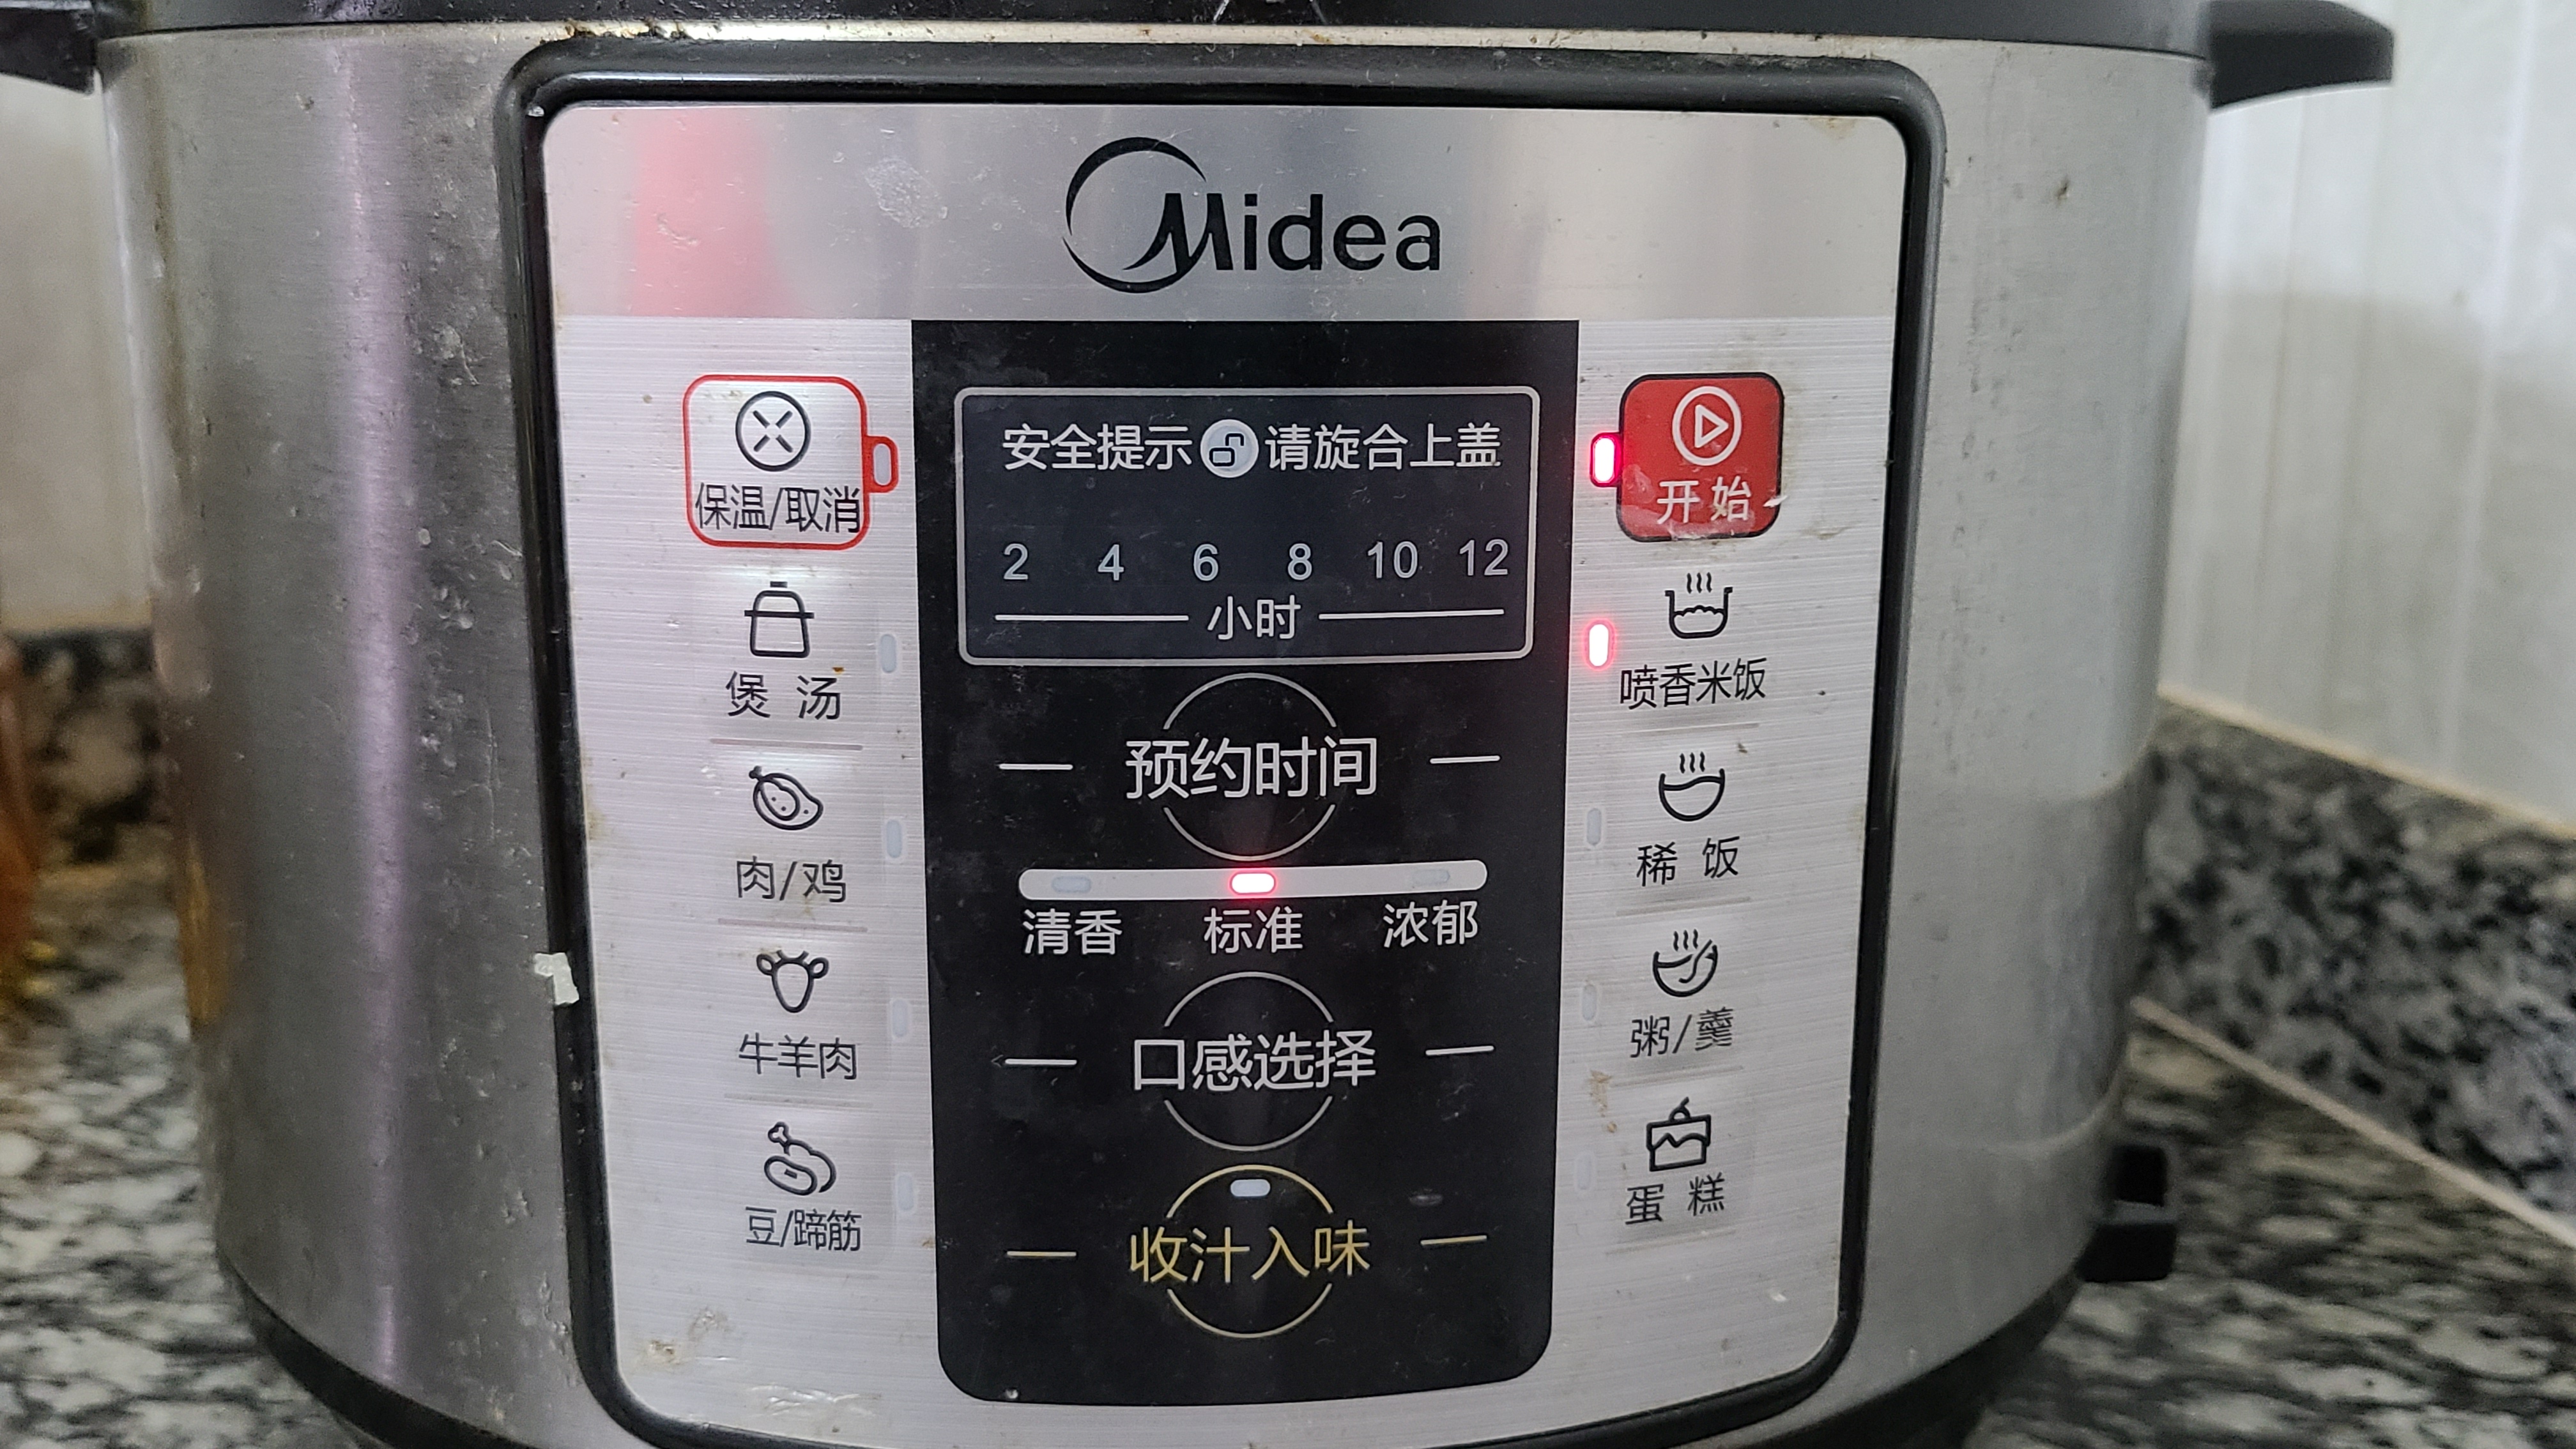 Midea
安全提示 请旋合上盖
2 4 6 8 10 12
小时
保温/取消
开始
煲汤
喷香米饭
预约时间
肉/鸡
稀饭
清香 标准 浓郁
牛羊肉
口感选择
粥/羹
豆/蹄筋
收汁入味
蛋糕